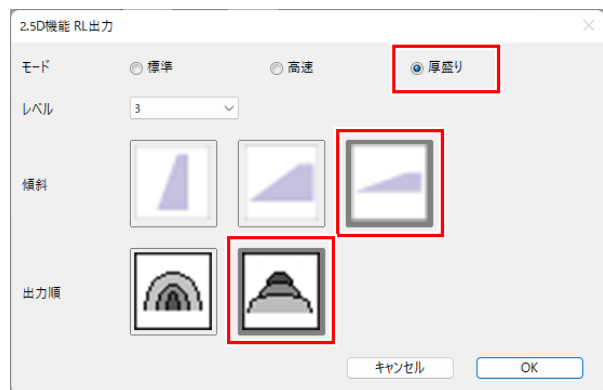 2.5D機能 RL出力
モード 標準 高速 厚盛り
レベル 3
傾斜
出力順
キャンセル OK